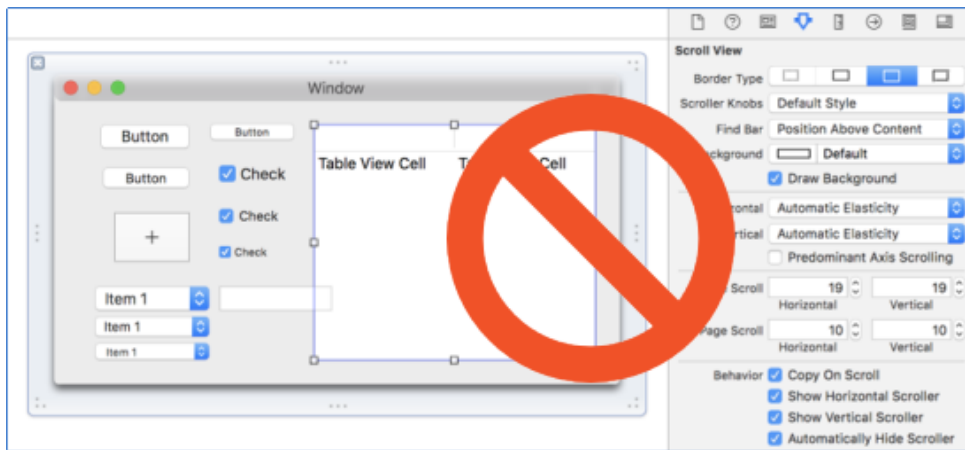 Scroll View
Window
Border Type
Scroller Knobs Default Style
Button Button
Find Bar Position Above Content
Table View Cell Cell
Default
Button Check
Draw Background
Check
Automatic Elasticity
+
Automatic Elasticity
Check
Predominant Axis Scrolling
Item 1
Scroll 19 19
Horizontal Vertical
Item 1
Page Scroll 10 10
Item 1
Horizontal Vertical
Behavior Copy On Scroll
Show Horizontal Scroller
Show Vertical Scroller
Automatically Hide Scroller